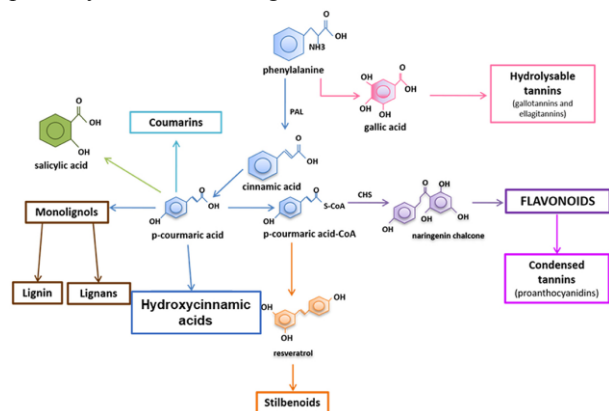 OH
NH3
phenylalanine
PAL
OH
OH
OH
OH
gallic acid
Hydrolysable
tannins
(gallotannins and
ellagitannins)
OH
OH
salicylic acid
Coumarins
OH
cinnamic acid
Monolignols
OH
OH
p-courmaric acid
S-CoA
OH
p-courmaric acid-CoA
CHS
OH
OH
OH
OH
naringenin chalcone
FLAVONOIDS
Condensed
tannins
(proanthocyanidins)
Lignin
Lignans
Hydroxycinnamic
acids
OH
OH
OH
resveratrol
Stilbenoids